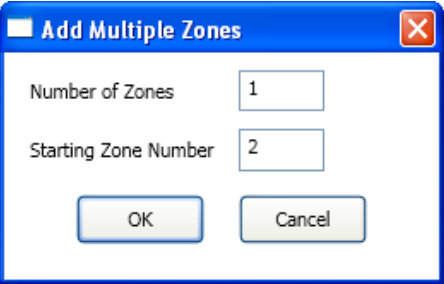 Add Multiple Zones
Number of Zones 1
Starting Zone Number 2
OK Cancel